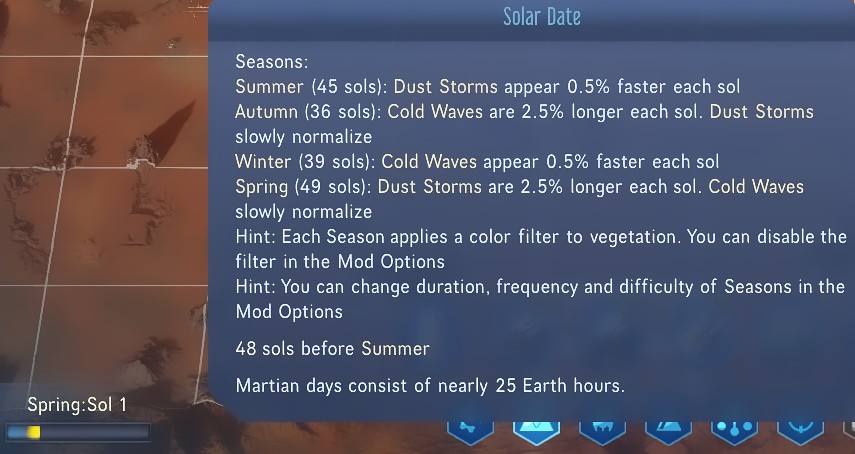 Solar Date
Seasons:
Summer (45 sols): Dust Storms appear 0.5% faster each sol
Autumn (36 sols): Cold Waves are 2.5% longer each sol. Dust Storms
slowly normalize
Winter (39 sols): Cold Waves appear 0.5% faster each sol
Spring (49 sols): Dust Storms are 2.5% longer each sol. Cold Waves
slowly normalize
Hint: Each Season applies a color filter to vegetation. You can disable the
filter in the Mod Options
Hint: You can change duration, frequency and difficulty of Seasons in the
Mod Options
48 sols before Summer
Martian days consist of nearly 25 Earth hours.
Spring:Sol 1